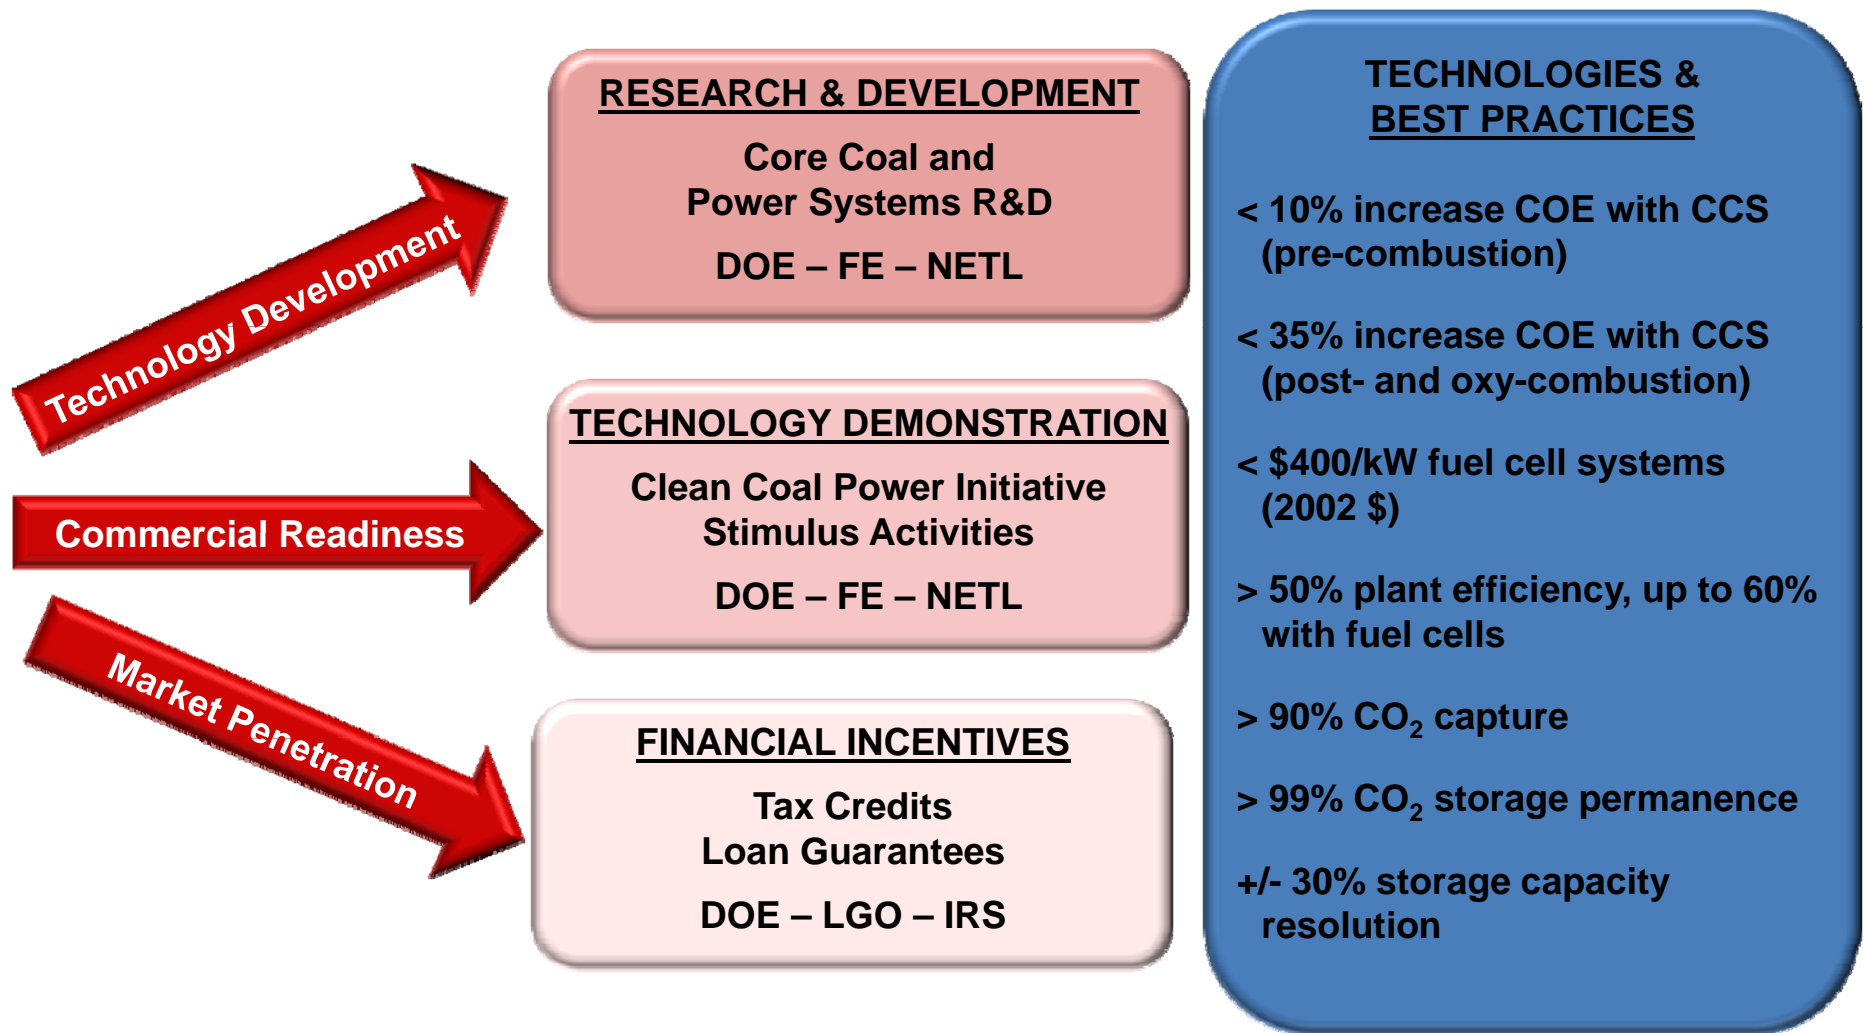 Technology Development
Commercial Readiness
Market Penetration
RESEARCH & DEVELOPMENT
Core Coal and
Power Systems R&D
DOE – FE – NETL
TECHNOLOGY DEMONSTRATION
Clean Coal Power Initiative
Stimulus Activities
DOE – FE – NETL
FINANCIAL INCENTIVES
Tax Credits
Loan Guarantees
DOE – LGO – IRS
TECHNOLOGIES &
BEST PRACTICES
< 10% increase COE with CCS
(pre-combustion)
< 35% increase COE with CCS
(post- and oxy-combustion)
< $400/kW fuel cell systems
(2002 $)
> 50% plant efficiency, up to 60%
with fuel cells
> 90% CO₂ capture
> 99% CO₂ storage permanence
+/- 30% storage capacity
resolution